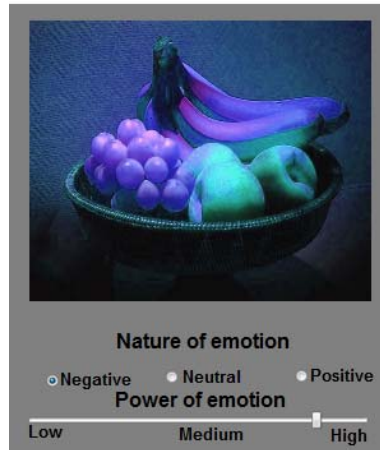 Nature of emotion
Negative Neutral Positive
Power of emotion
Low Medium High